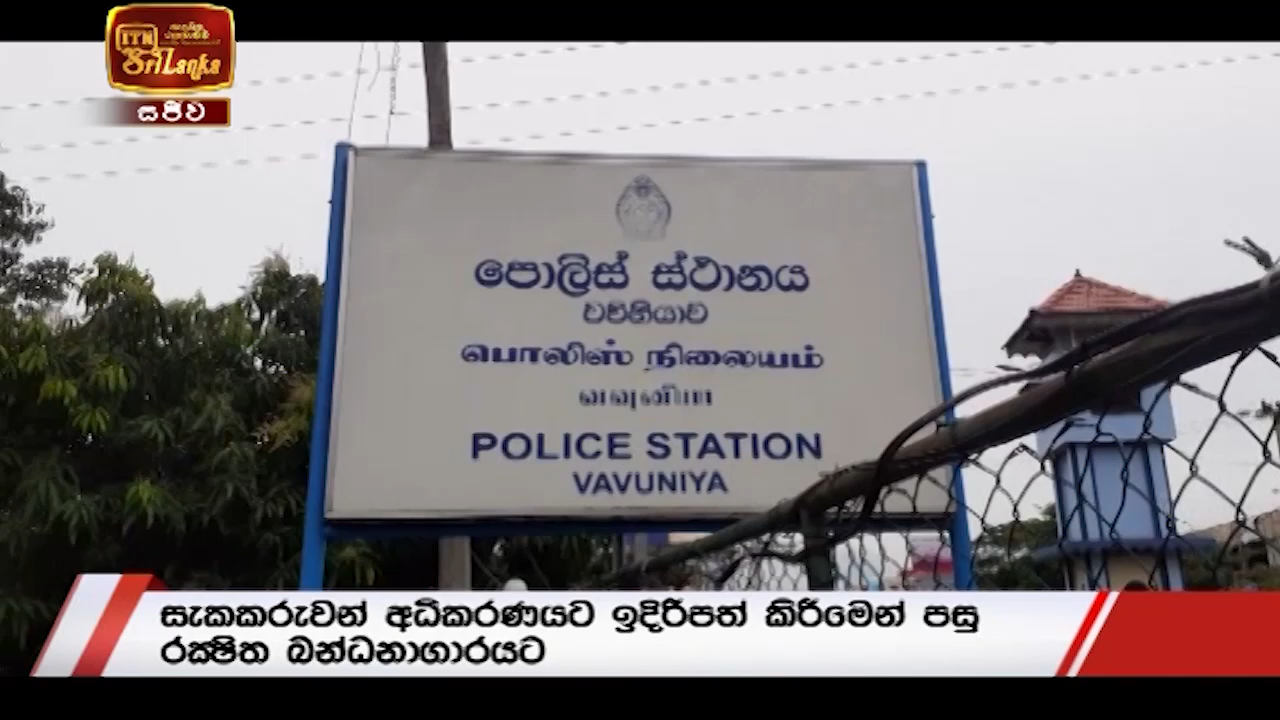 ITN
Sri Lanka
සජීව
පොලිස් ස්ථානය
වව්නියාව
பொலிஸ் நிலையம்
வவுனியா
POLICE STATION
VAVUNIYA
සැකකරුවන් අධිකරණයට ඉදිරිපත් කිරීමෙන් පසු
රක්ෂිත බන්ධනාගාරයට